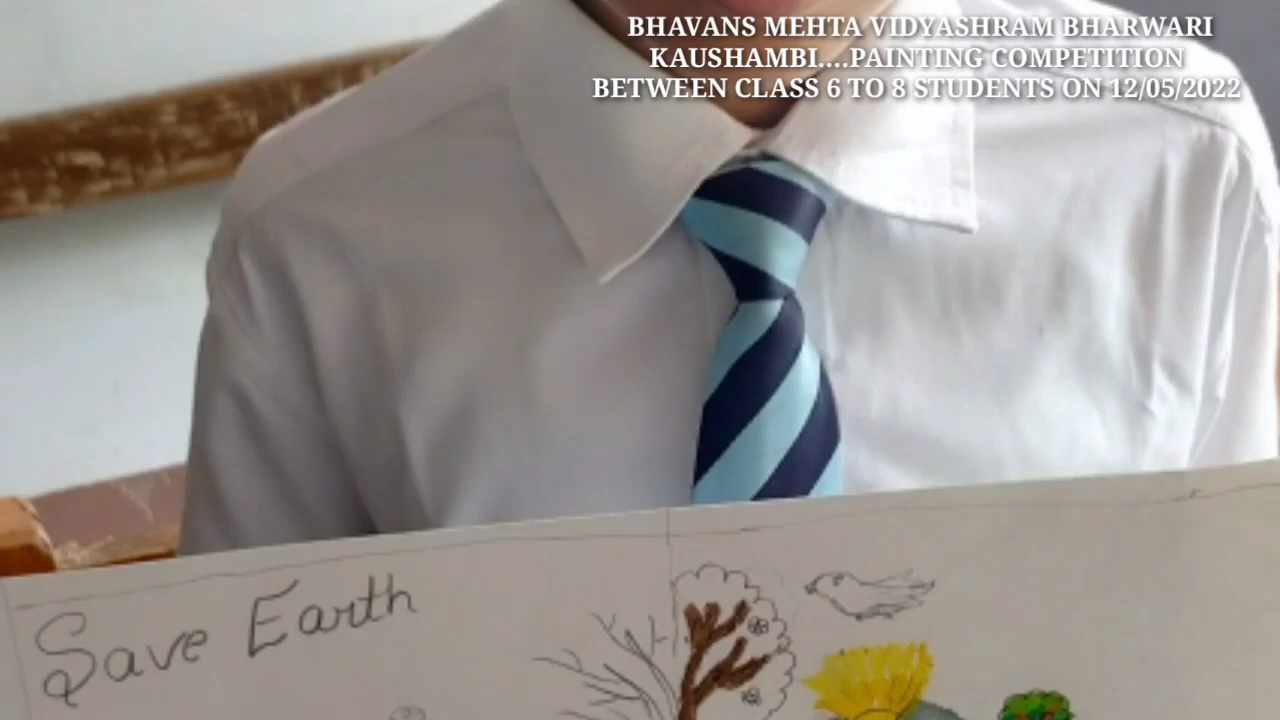 BHAVANS MEHTA VIDYASHRAM BHARWARI
KAUSHAMBI....PAINTING COMPETITION
BETWEEN CLASS 6 TO 8 STUDENTS ON 12/05/2022
Save Earth